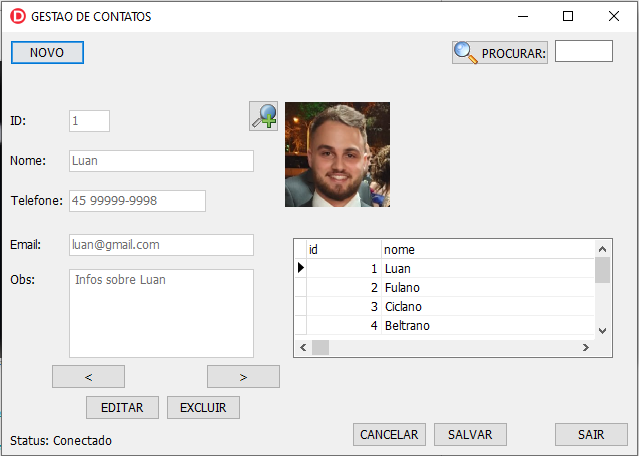 GESTAO DE CONTATOS
NOVO
PROCURAR:
ID: 1
Nome: Luan
Telefone: 45 99999-9998
Email: luan@gmail.com
Obs: Infos sobre Luan
id nome
1 Luan
2 Fulano
3 Ciclano
4 Beltrano
< >
EDITAR EXCLUIR
CANCELAR SALVAR SAIR
Status: Conectado